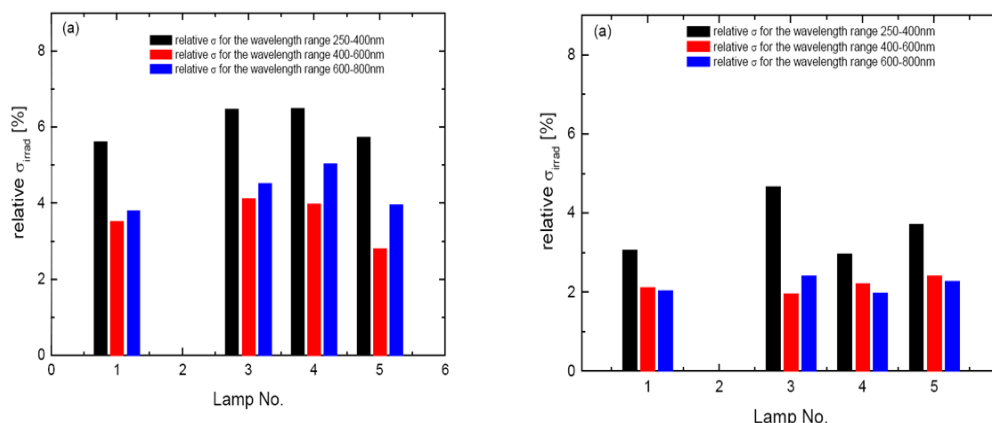 (a)
relative σ for the wavelength range 250-400nm
relative σ for the wavelength range 400-600nm
relative σ for the wavelength range 600-800nm
8
6
4
2
0
relative σirrad [%]
0 1 2 3 4 5 6
Lamp No.
(a)
relative σ for the wavelength range 250-400nm
relative σ for the wavelength range 400-600nm
relative σ for the wavelength range 600-800nm
8
6
4
2
0
relative σirrad [%]
1 2 3 4 5
Lamp No.